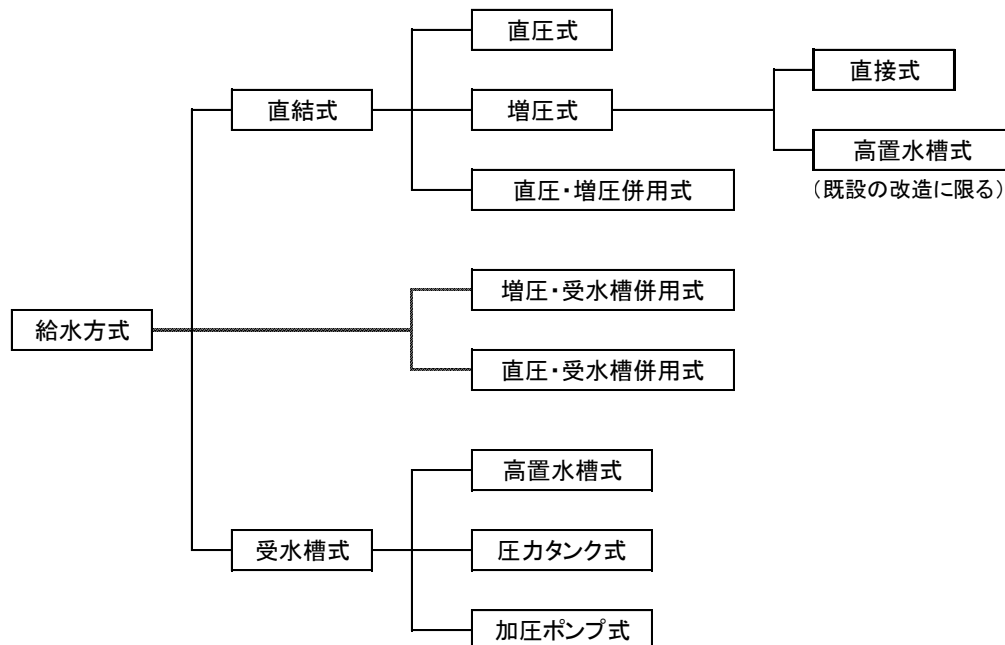 直圧式
直接式
直結式
増圧式
高置水槽式
(既設の改造に限る)
直圧・増圧併用式
増圧・受水槽併用式
給水方式
直圧・受水槽併用式
高置水槽式
受水槽式
圧力タンク式
加圧ポンプ式